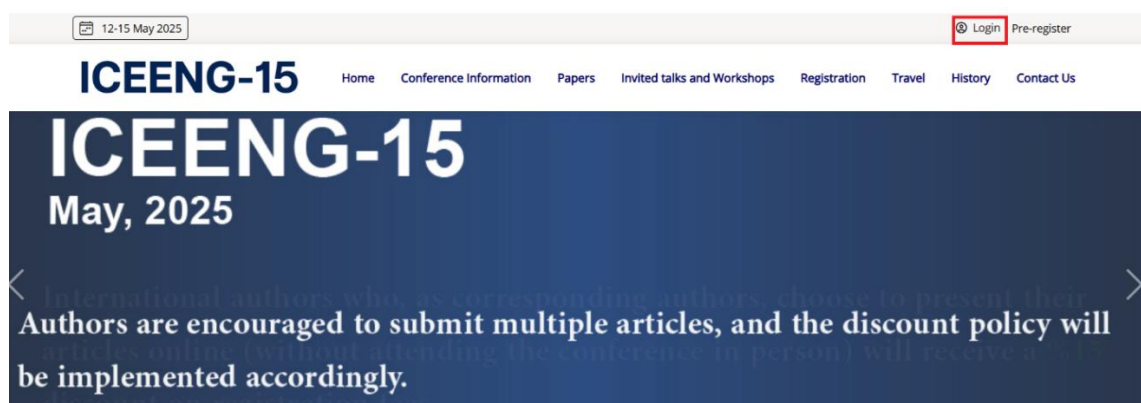 12-15 May 2025
Login Pre-register
ICEENG-15 Home Conference Information Papers Invited talks and Workshops Registration Travel History Contact Us
ICEENG-15
May, 2025
International authors who, as corresponding authors, choose to present their
Authors are encouraged to submit multiple articles, and the discount policy will
articles online (without attending the conference in person) will receive a %15
be implemented accordingly.